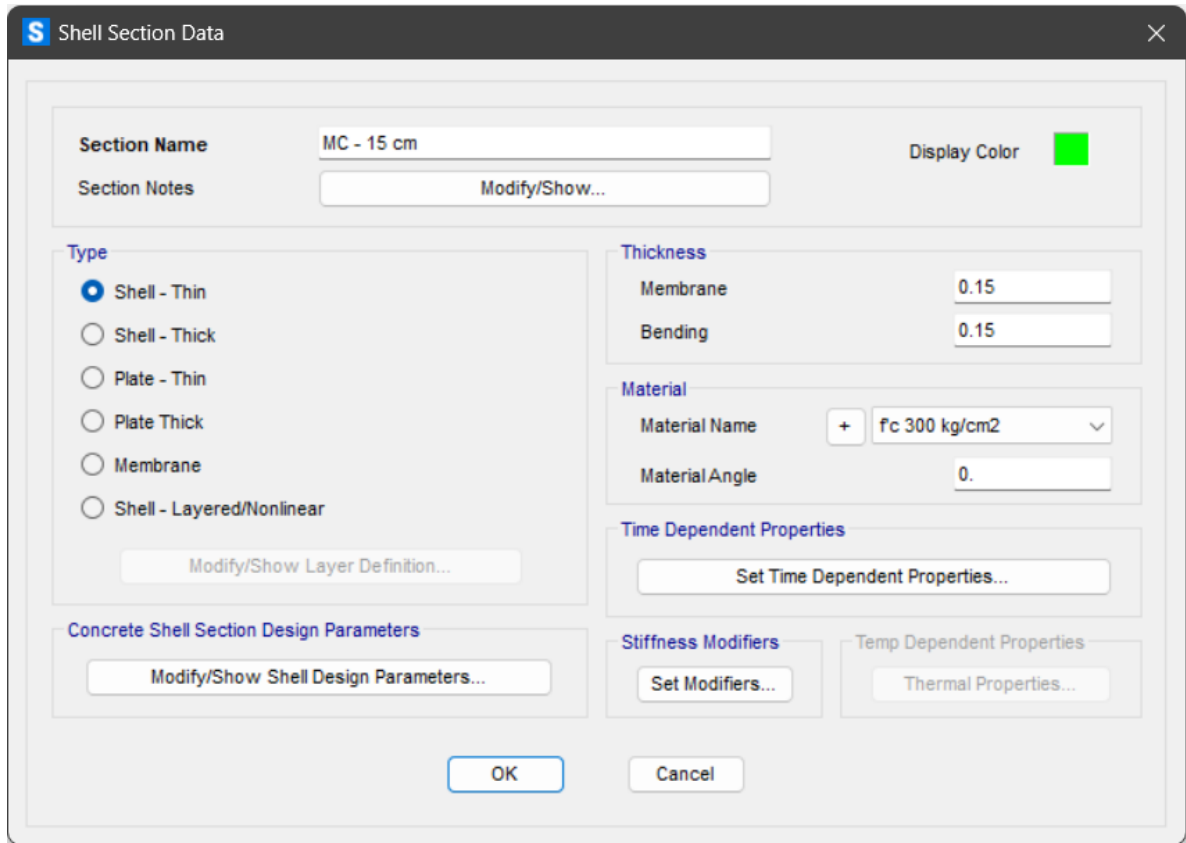 S Shell Section Data
Section Name MC - 15 cm Display Color
Section Notes Modify/Show...
Type
Shell - Thin
Shell - Thick
Plate - Thin
Plate Thick
Membrane
Shell - Layered/Nonlinear
Modify/Show Layer Definition...
Concrete Shell Section Design Parameters
Modify/Show Shell Design Parameters...
Thickness
Membrane 0.15
Bending 0.15
Material
Material Name + f'c 300 kg/cm2
Material Angle 0.
Time Dependent Properties
Set Time Dependent Properties...
Stiffness Modifiers
Set Modifiers...
Temp Dependent Properties
Thermal Properties...
OK Cancel